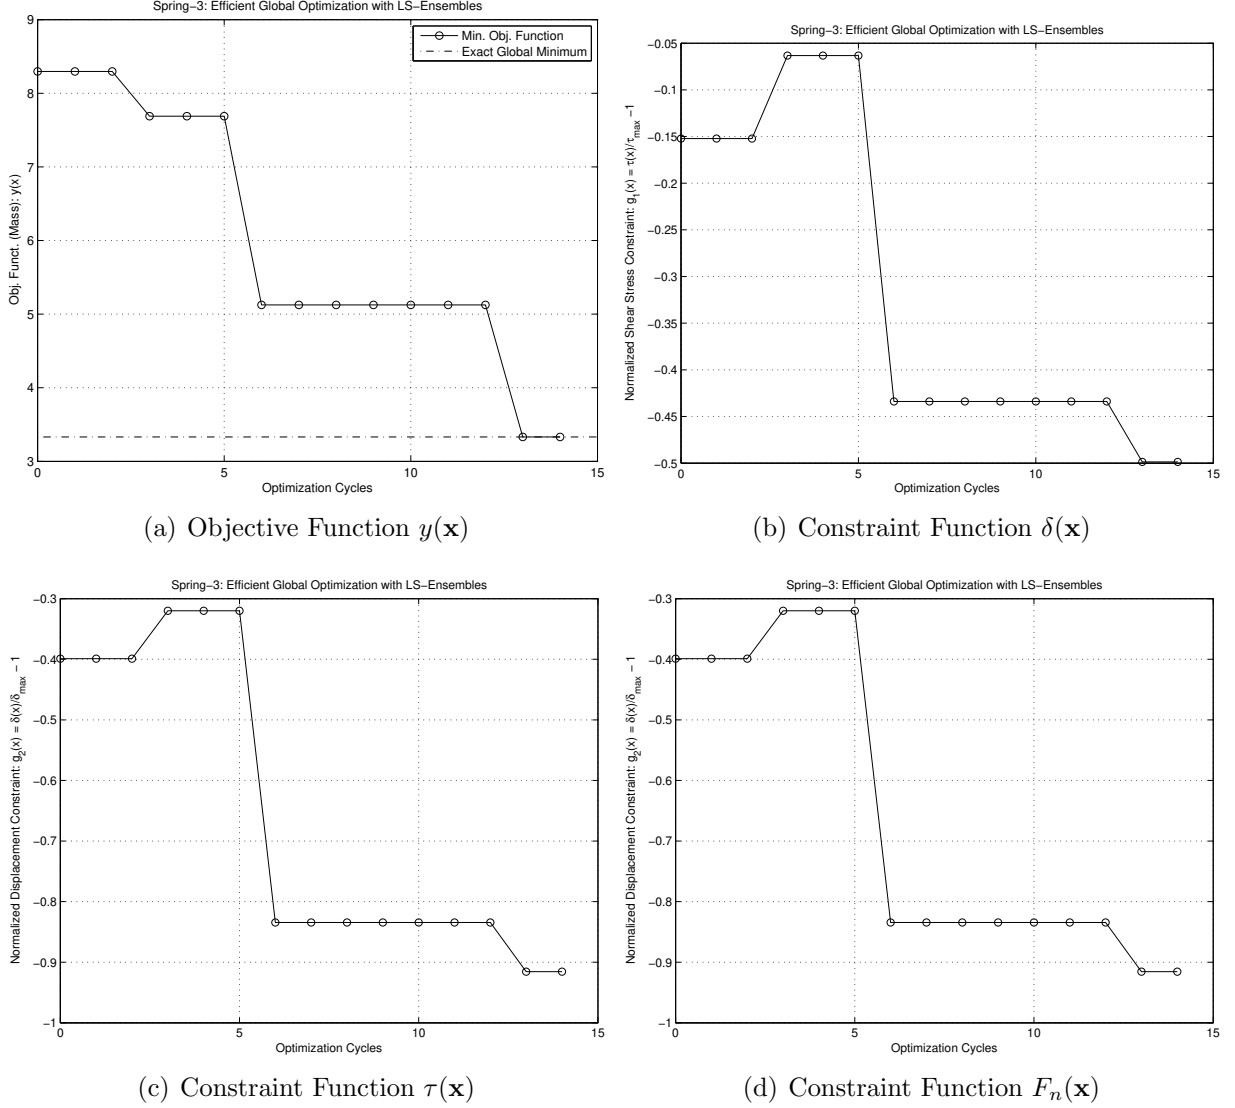 Spring−3: Efficient Global Optimization with LS−Ensembles
9
8
7
6
5
4
3
0
5
10
15
Obj. Funct. (Mass): y(x)
Optimization Cycles
Min. Obj. Function
Exact Global Minimum
(a) Objective Function y(x)
Spring−3: Efficient Global Optimization with LS−Ensembles
−0.05
−0.1
−0.15
−0.2
−0.25
−0.3
−0.35
−0.4
−0.45
−0.5
0
5
10
15
Normalized Shear Stress Constraint: g_1(x) = τ(x)/τ_max −1
Optimization Cycles
(b) Constraint Function δ(x)
Spring−3: Efficient Global Optimization with LS−Ensembles
−0.3
−0.4
−0.5
−0.6
−0.7
−0.8
−0.9
−1
0
5
10
15
Normalized Displacement Constraint: g_2(x) = δ(x)/δ_max − 1
Optimization Cycles
(c) Constraint Function τ(x)
Spring−3: Efficient Global Optimization with LS−Ensembles
−0.3
−0.4
−0.5
−0.6
−0.7
−0.8
−0.9
−1
0
5
10
15
Normalized Displacement Constraint: g_2(x) = δ(x)/δ_max − 1
Optimization Cycles
(d) Constraint Function F_n(x)